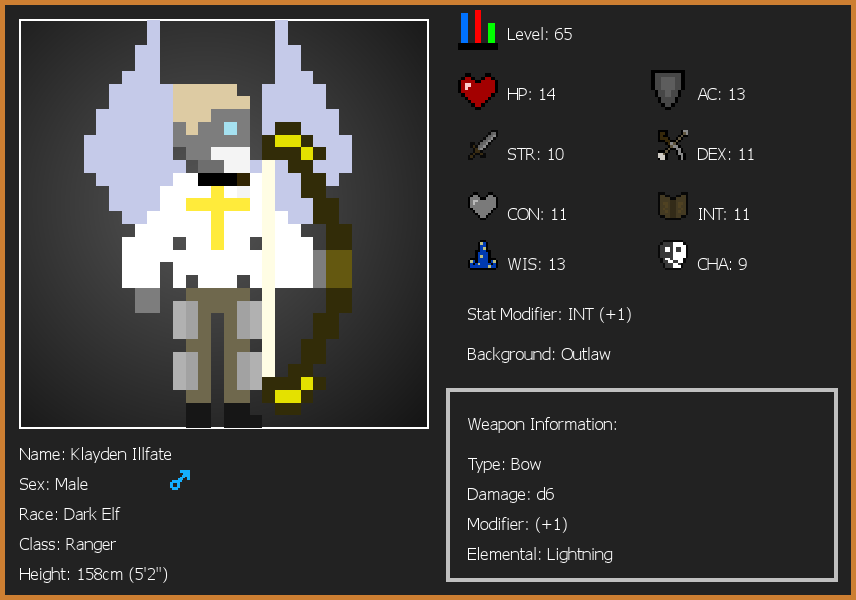 Level: 65
HP: 14
AC: 13
STR: 10
DEX: 11
CON: 11
INT: 11
WIS: 13
CHA: 9
Stat Modifier: INT (+1)
Background: Outlaw
Weapon Information:
Type: Bow
Damage: d6
Modifier: (+1)
Elemental: Lightning
Name: Klayden Illfate
Sex: Male
Race: Dark Elf
Class: Ranger
Height: 158cm (5'2")